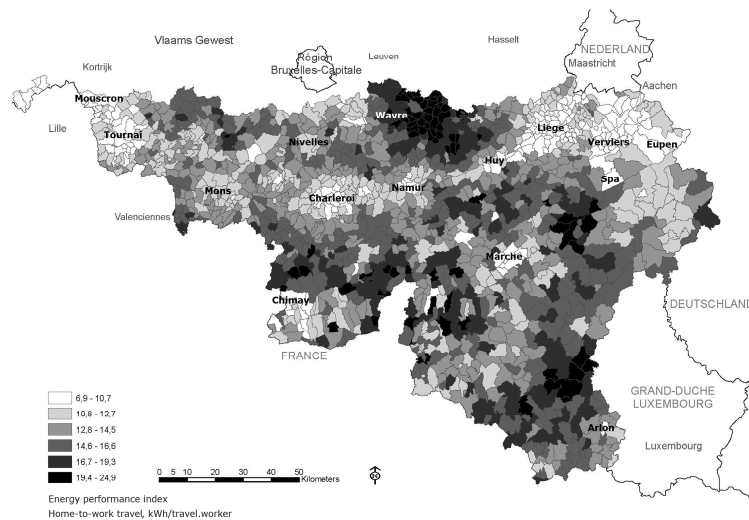 Vlaams Gewest
Hasselt
NEDERLAND
Région
Bruxelles-Capitale
Leuven
Maastricht
Kortrijk
Aachen
Mouscron
Wavre
Lille
Tournai
Liege
Nivelles
Verviers
Eupen
Huy
Spa
Mons
Namur
Charleroi
Valenciennes
Marche
Chimay
DEUTSCHLAND
FRANCE
GRAND-DUCHE
LUXEMBOURG
Arlon
Luxembourg
6,9 - 10,7
10,8 - 12,7
12,8 - 14,5
14,6 - 16,6
16,7 - 19,3
19,4 - 24,9
0 5 10 20 30 40 50
Kilometers
Energy performance index
Home-to-work travel, kWh/travel.worker